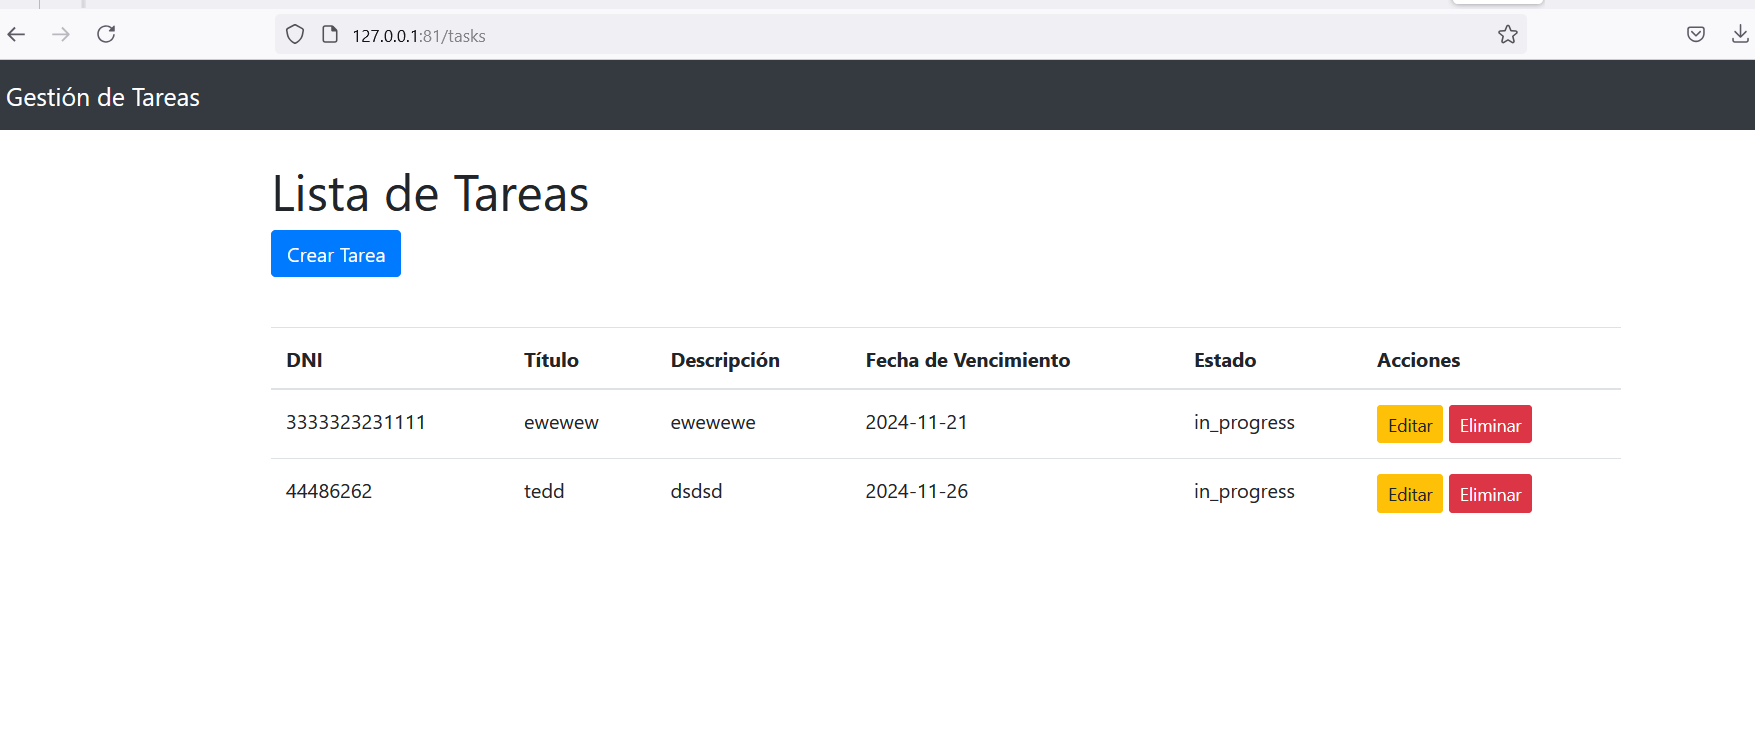 127.0.0.1:81/tasks
Gestión de Tareas
Lista de Tareas
Crear Tarea
DNI Título Descripción Fecha de Vencimiento Estado Acciones
3333323231111 ewewew ewewewe 2024-11-21 in_progress Editar Eliminar
44486262 tedd dsdsd 2024-11-26 in_progress Editar Eliminar